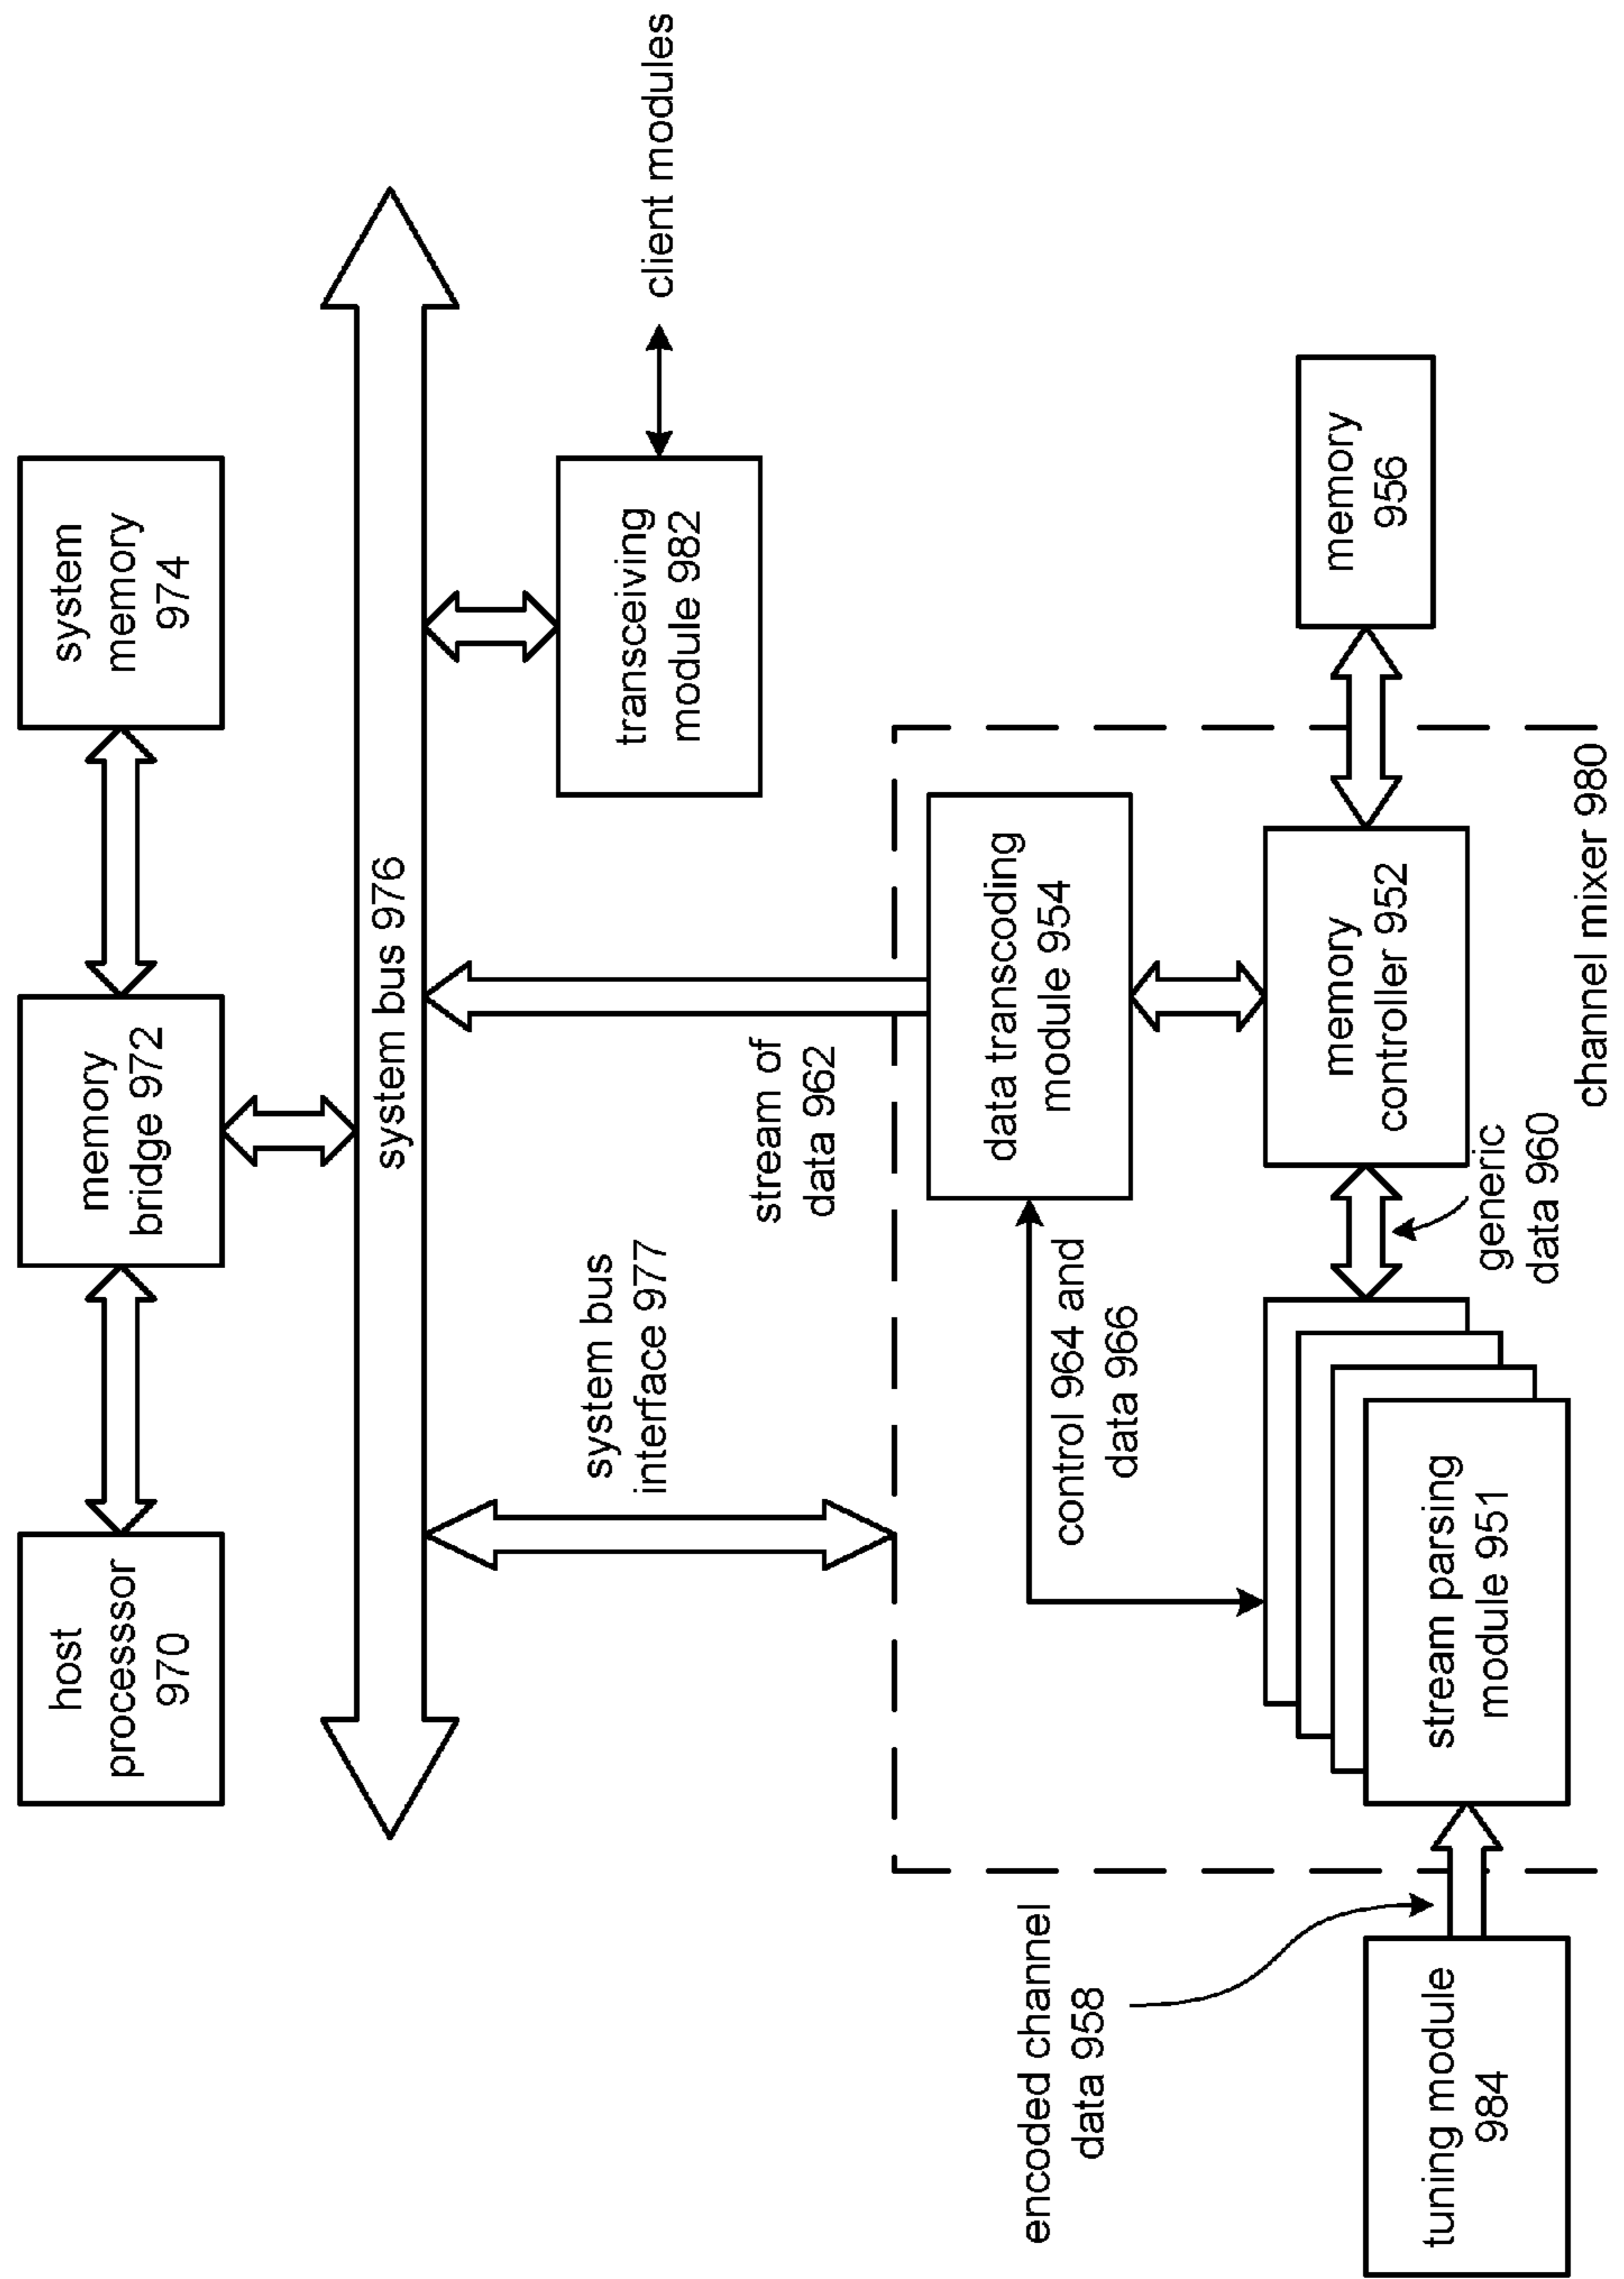 host
processor
970
memory
bridge 972
system
memory
974
system bus 976
system bus
interface 977
stream of
data 962
transceiving
module 982
client modules
encoded channel
data 958
control 964 and
data 966
data transcoding
module 954
tuning module
984
stream parsing
module 951
generic
data 960
memory
controller 952
memory
956
channel mixer 980